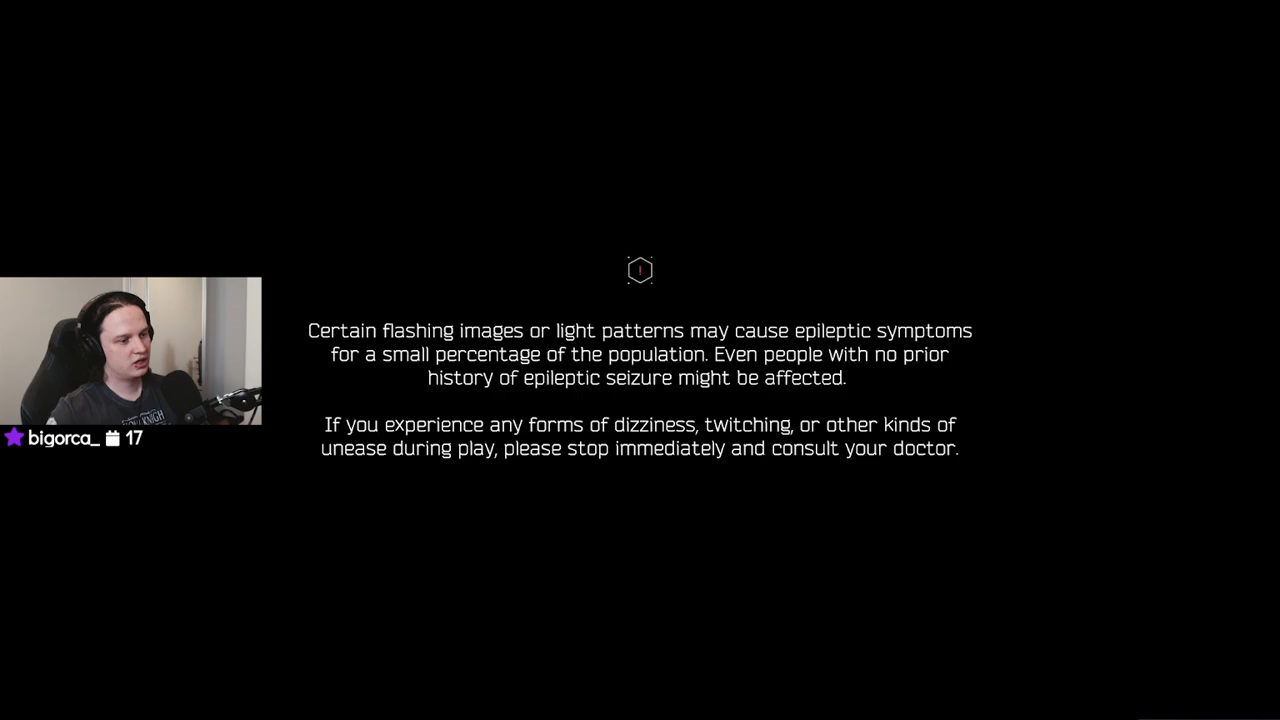 !
Certain flashing images or light patterns may cause epileptic symptoms
for a small percentage of the population. Even people with no prior
history of epileptic seizure might be affected.
If you experience any forms of dizziness, twitching, or other kinds of
unease during play, please stop immediately and consult your doctor.
bigorca_ 17